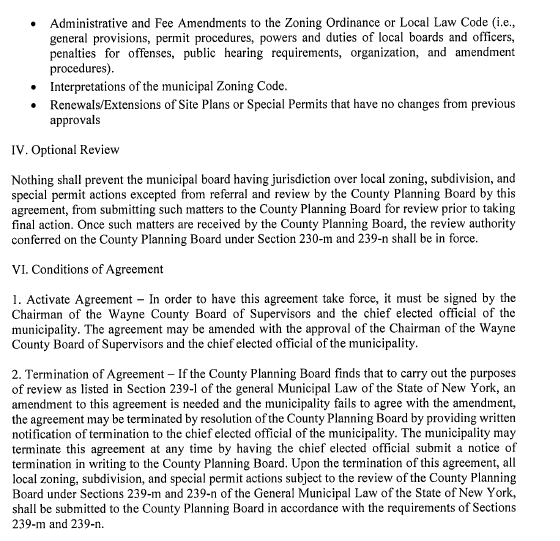 • Administrative and Fee Amendments to the Zoning Ordinance or Local Law Code (i.e.,
general provisions, permit procedures, powers and duties of local boards and officers,
penalties for offenses, public hearing requirements, organization, and amendment
procedures).
• Interpretations of the municipal Zoning Code.
• Renewals/Extensions of Site Plans or Special Permits that have no changes from previous
approvals
IV. Optional Review
Nothing shall prevent the municipal board having jurisdiction over local zoning, subdivision, and
special permit actions excepted from referral and review by the County Planning Board by this
agreement, from submitting such matters to the County Planning Board for review prior to taking
final action. Once such matters are received by the County Planning Board, the review authority
conferred on the County Planning Board under Section 230-m and 239-n shall be in force.
VI. Conditions of Agreement
1. Activate Agreement – In order to have this agreement take force, it must be signed by the
Chairman of the Wayne County Board of Supervisors and the chief elected official of the
municipality. The agreement may be amended with the approval of the Chairman of the Wayne
County Board of Supervisors and the chief elected official of the municipality.
2. Termination of Agreement – If the County Planning Board finds that to carry out the purposes
of review as listed in Section 239-l of the general Municipal Law of the State of New York, an
amendment to this agreement is needed and the municipality fails to agree with the amendment,
the agreement may be terminated by resolution of the County Planning Board by providing written
notification of termination to the chief elected official of the municipality. The municipality may
terminate this agreement at any time by having the chief elected official submit a notice of
termination in writing to the County Planning Board. Upon the termination of this agreement, all
local zoning, subdivision, and special permit actions subject to the review of the County Planning
Board under Sections 239-m and 239-n of the General Municipal Law of the State of New York,
shall be submitted to the County Planning Board in accordance with the requirements of Sections
239-m and 239-n.